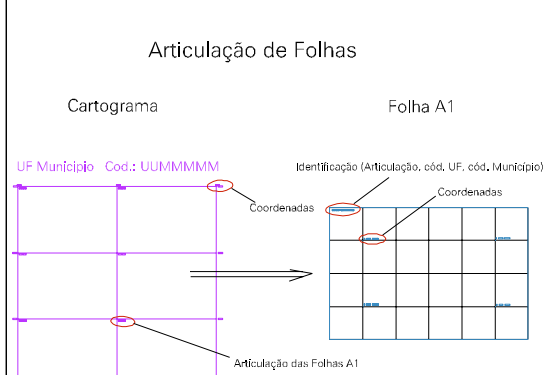 Articulação de Folhas
Cartograma
Folha A1
UF Municipio Cod.: UUMMMMM
Identificação (Articulação, cód. UF, cód. Município)
Coordenadas
Coordenadas
Articulação das Folhas A1